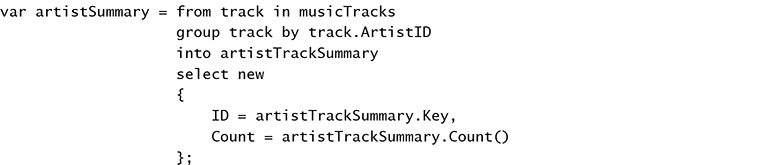 var artistSummary = from track in musicTracks
                    group track by track.ArtistID
                    into artistTrackSummary
                    select new
                    {
                        ID = artistTrackSummary.Key,
                        Count = artistTrackSummary.Count()
                    };